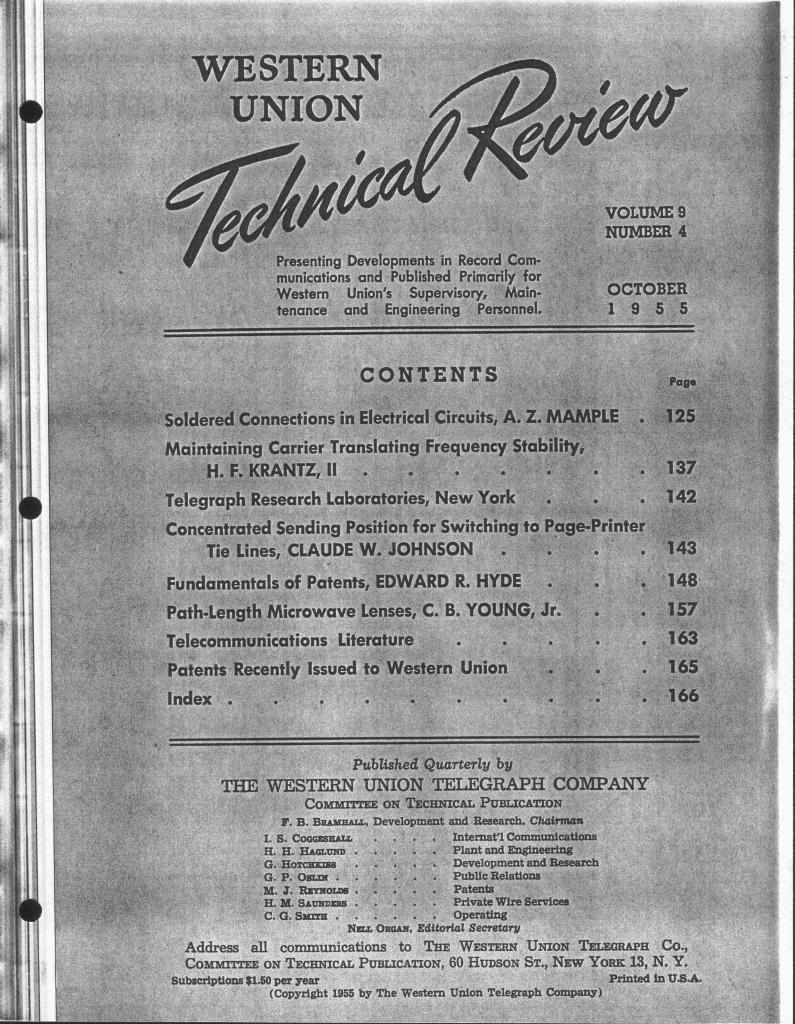 WESTERN
UNION
Technical Review
VOLUME 9
NUMBER 4
Presenting Developments in Record Com-
munications and Published Primarily for
Western Union's Supervisory, Main-
tenance and Engineering Personnel.
OCTOBER
1 9 5 5
CONTENTS
Page
Soldered Connections in Electrical Circuits, A. Z. MAMPLE . 125
Maintaining Carrier Translating Frequency Stability,
H. F. KRANTZ, II . . . . . . . 137
Telegraph Research Laboratories, New York . . . 142
Concentrated Sending Position for Switching to Page-Printer
Tie Lines, CLAUDE W. JOHNSON . . . . 143
Fundamentals of Patents, EDWARD R. HYDE . . . 148
Path-Length Microwave Lenses, C. B. YOUNG, Jr. . . 157
Telecommunications Literature . . . . . 163
Patents Recently Issued to Western Union . . . 165
Index . . . . . . . . . . 166
Published Quarterly by
THE WESTERN UNION TELEGRAPH COMPANY
COMMITTEE ON TECHNICAL PUBLICATION
F. B. BRAMHALL, Development and Research, Chairman
I. S. COGGESHALL . . . . Internat'l Communications
H. H. HAGLUND . . . . . Plant and Engineering
G. HOTCHKISS . . . . . Development and Research
G. P. OSLIN . . . . . . Public Relations
M. J. REYNOLDS . . . . . Patents
H. M. SAUNDERS . . . . . Private Wire Services
C. G. SMITH . . . . . . Operating
NELL ORGAN, Editorial Secretary
Address all communications to THE WESTERN UNION TELEGRAPH CO.,
COMMITTEE ON TECHNICAL PUBLICATION, 60 HUDSON ST., NEW YORK 13, N. Y.
Subscriptions $1.50 per year Printed in U.S.A.
(Copyright 1955 by The Western Union Telegraph Company)